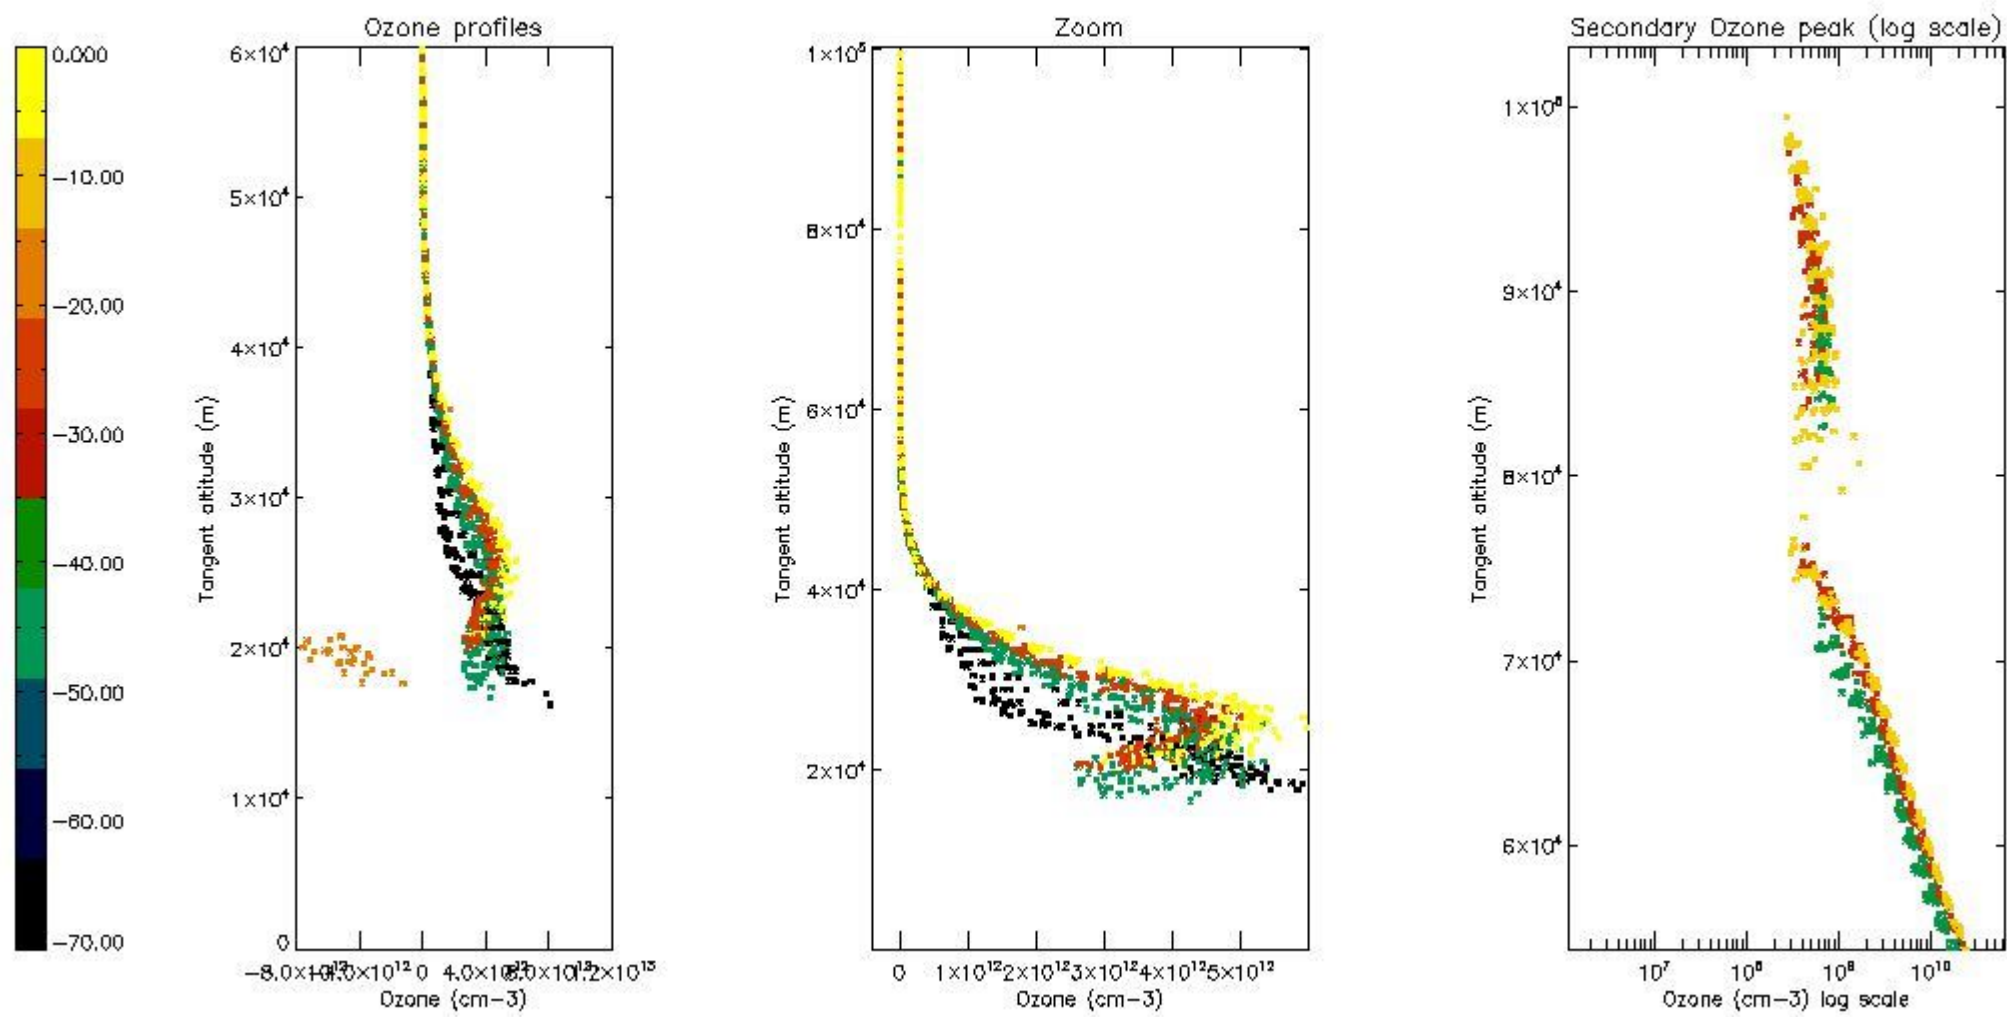 0.000
−10.00
−20.00
−30.00
−40.00
−50.00
−60.00
−70.00
Ozone profiles
6×10⁴
5×10⁴
4×10⁴
3×10⁴
2×10⁴
1×10⁴
0
Tangent altitude (m)
0
1.2×10¹³
Ozone (cm−3)
Zoom
1×10⁵
8×10⁴
6×10⁴
4×10⁴
2×10⁴
Tangent altitude (m)
0 1×10¹² 2×10¹² 3×10¹² 4×10¹² 5×10¹²
Ozone (cm−3)
Secondary Ozone peak (log scale)
9×10⁴
8×10⁴
7×10⁴
6×10⁴
Tangent altitude (m)
10⁷ 10⁸ 10⁹ 10¹⁰
Ozone (cm−3) log scale